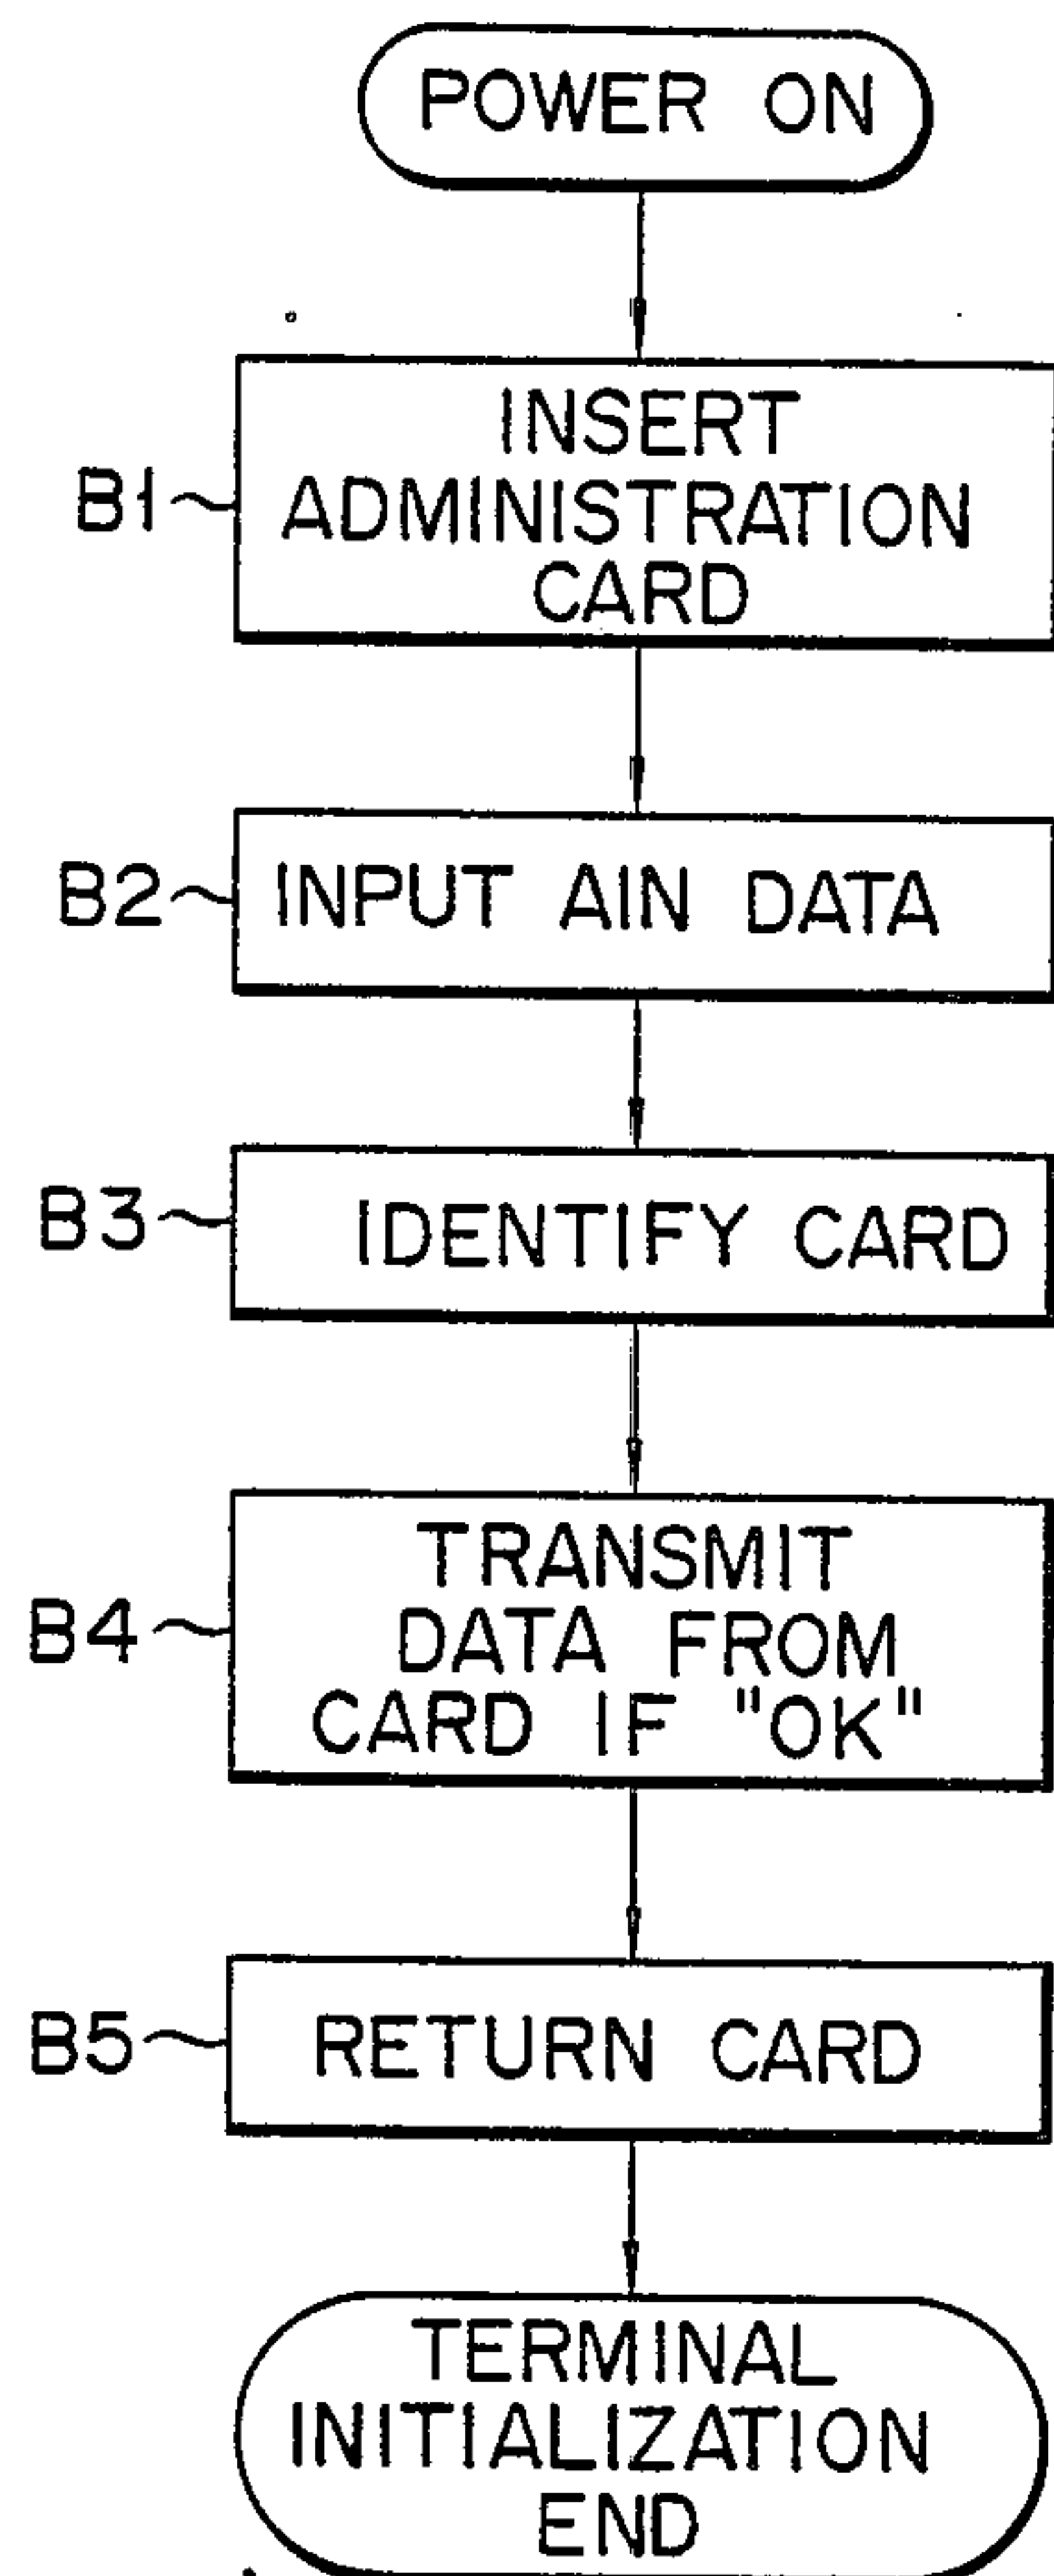 POWER ON
INSERT
ADMINISTRATION
CARD
B1
INPUT AIN DATA
B2
IDENTIFY CARD
B3
TRANSMIT
DATA FROM
CARD IF "OK"
B4
RETURN CARD
B5
TERMINAL
INITIALIZATION
END